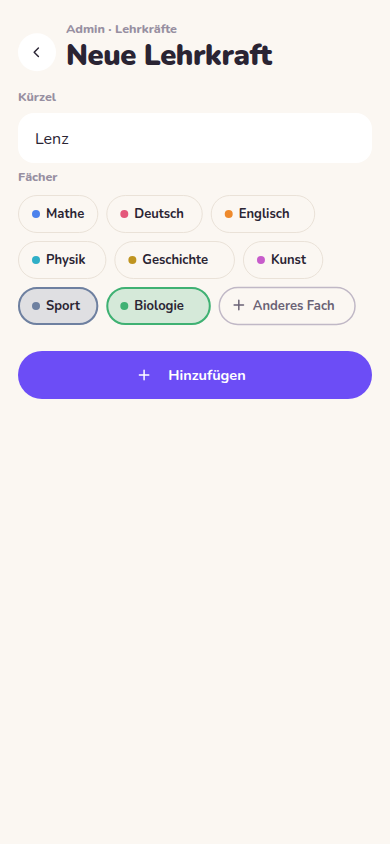 Admin · Lehrkräfte
Neue Lehrkraft
Kürzel
Lenz
Fächer
Mathe Deutsch Englisch
Physik Geschichte Kunst
Sport Biologie + Anderes Fach
+ Hinzufügen